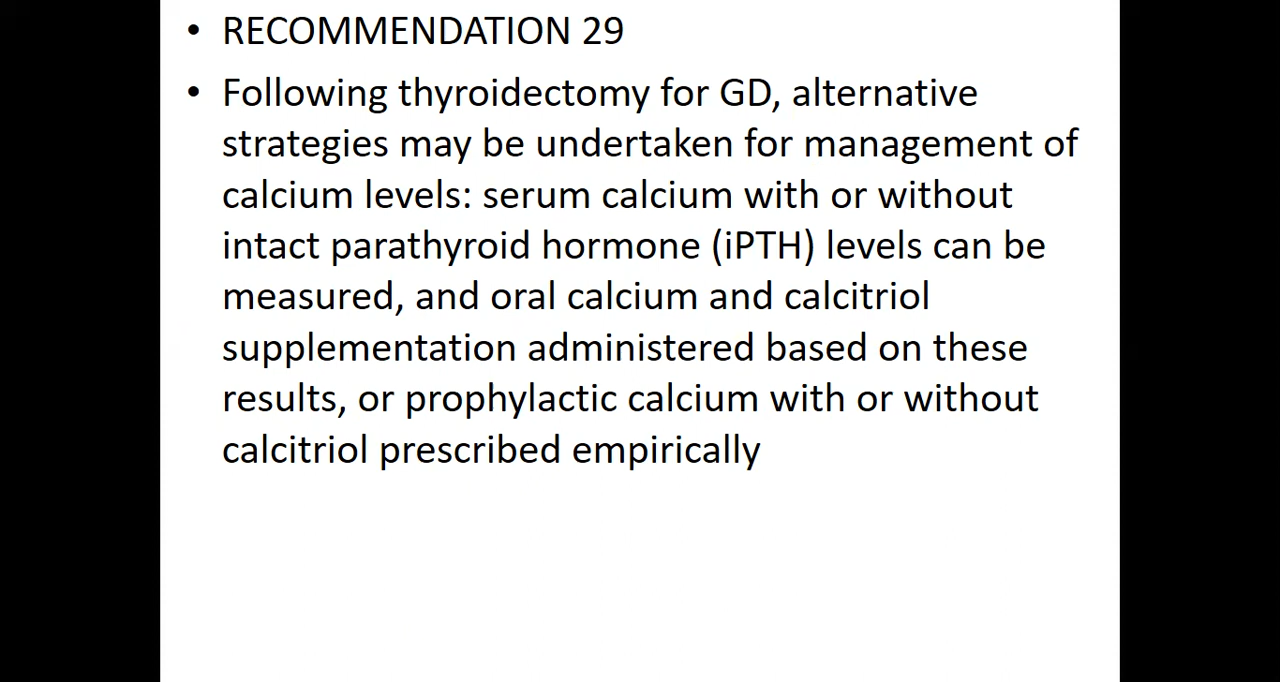 • RECOMMENDATION 29
• Following thyroidectomy for GD, alternative
strategies may be undertaken for management of
calcium levels: serum calcium with or without
intact parathyroid hormone (iPTH) levels can be
measured, and oral calcium and calcitriol
supplementation administered based on these
results, or prophylactic calcium with or without
calcitriol prescribed empirically